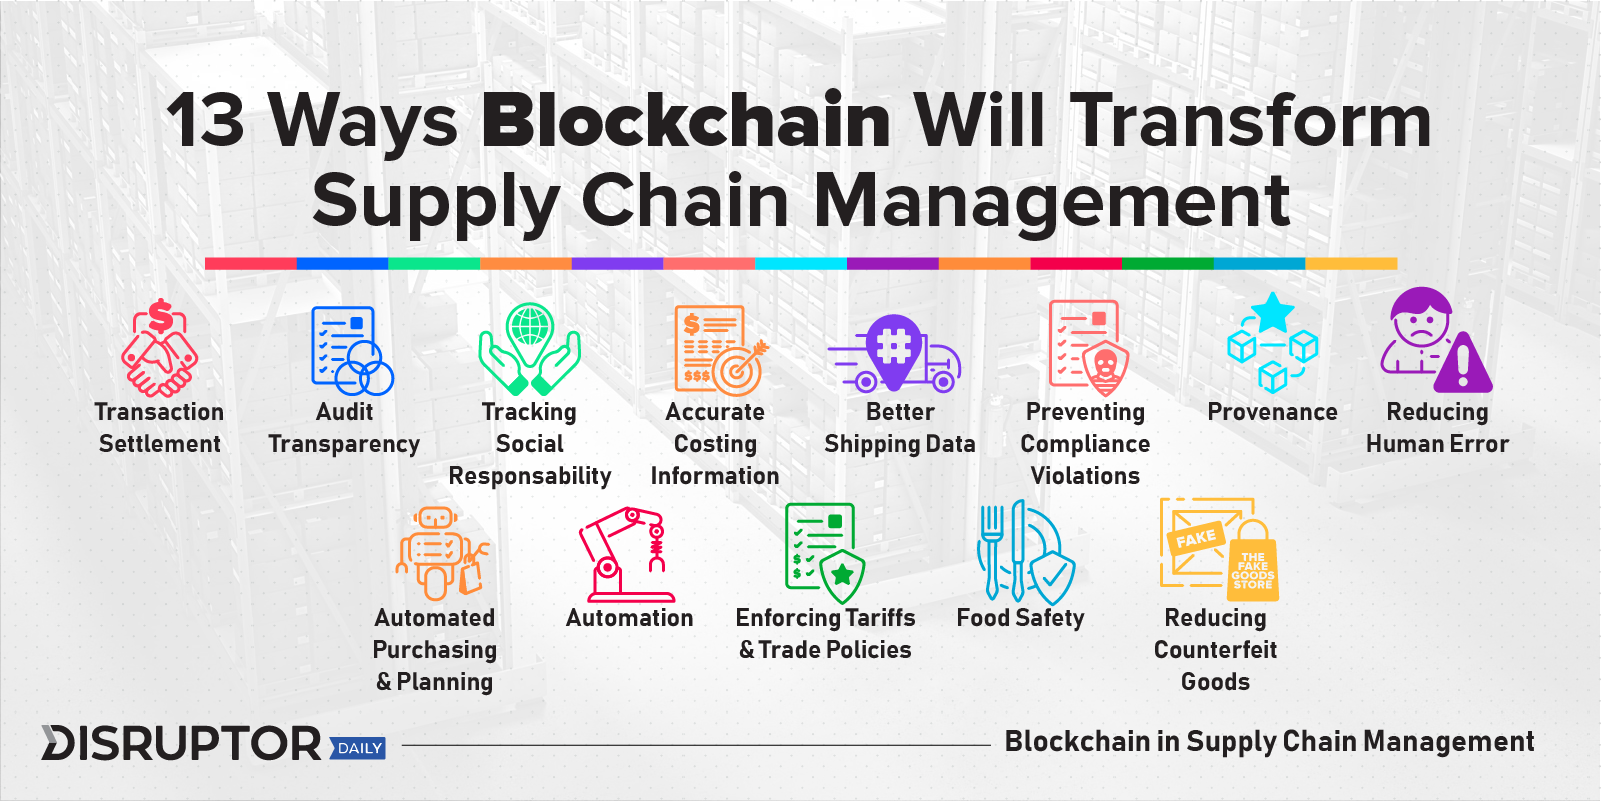 13 Ways Blockchain Will Transform
Supply Chain Management
$
#
$
$$$
Transaction
Settlement
Audit
Transparency
Tracking
Social
Responsability
Accurate
Costing
Information
Better
Shipping Data
Preventing
Compliance
Violations
Provenance
Reducing
Human Error
!
$
$
FAKE
THE
FAKE
GOODS
STORE
Automated
Purchasing
& Planning
Automation
Enforcing Tariffs
& Trade Policies
Food Safety
Reducing
Counterfeit
Goods
DISRUPTOR DAILY
Blockchain in Supply Chain Management